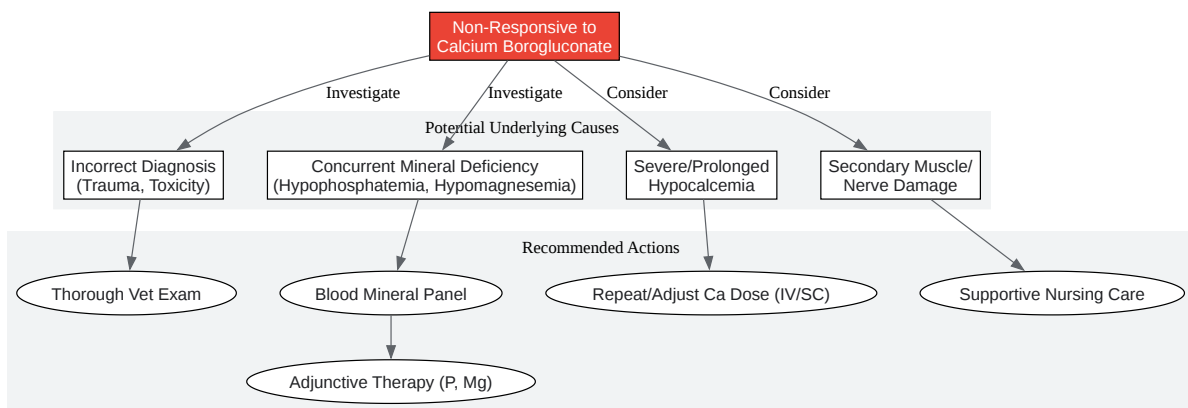 Non-Responsive to
Calcium Borogluconate
Investigate
Investigate
Consider
Consider
Potential Underlying Causes
Incorrect Diagnosis
(Trauma, Toxicity)
Concurrent Mineral Deficiency
(Hypophosphatemia, Hypomagnesemia)
Severe/Prolonged
Hypocalcemia
Secondary Muscle/
Nerve Damage
Recommended Actions
Thorough Vet Exam
Blood Mineral Panel
Repeat/Adjust Ca Dose (IV/SC)
Supportive Nursing Care
Adjunctive Therapy (P, Mg)